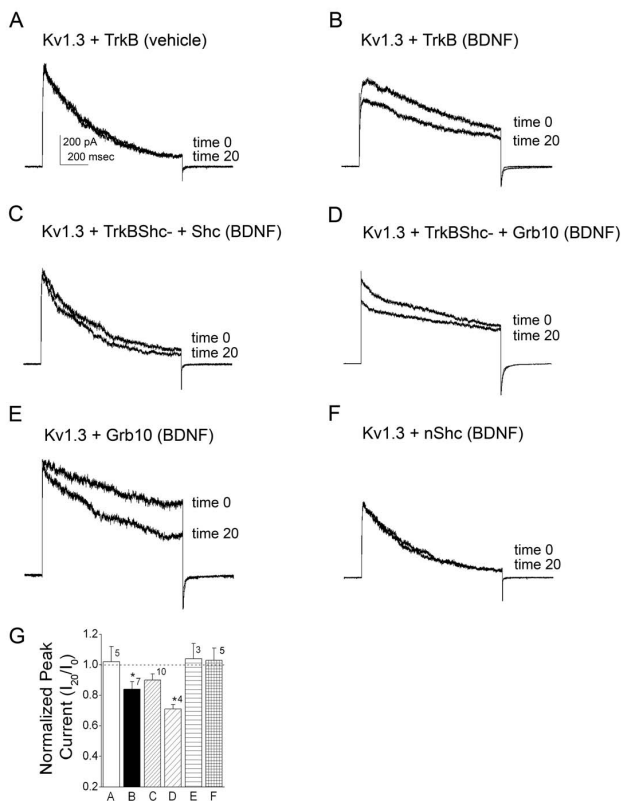 A
Kv1.3 + TrkB (vehicle)
200 pA
200 msec
time 0
time 20
B
Kv1.3 + TrkB (BDNF)
time 0
time 20
C
Kv1.3 + TrkBShc- + Shc (BDNF)
time 0
time 20
D
Kv1.3 + TrkBShc- + Grb10 (BDNF)
time 0
time 20
E
Kv1.3 + Grb10 (BDNF)
time 0
time 20
F
Kv1.3 + nShc (BDNF)
time 0
time 20
G
Normalized Peak
Current (I20/I0)
1.2
1.0
0.8
0.6
0.4
0.2
5
*7
10
*4
3
5
A B C D E F